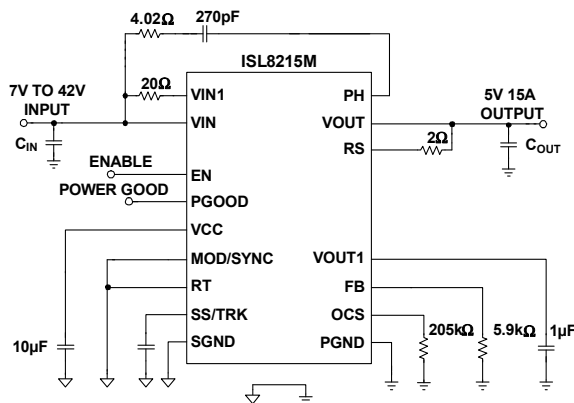 4.02Ω
270pF
ISL8215M
7V TO 42V
INPUT
20Ω
VIN1
VIN
PH
VOUT
RS
5V 15A
OUTPUT
2Ω
CIN
COUT
ENABLE
EN
POWER GOOD
PGOOD
VCC
MOD/SYNC
RT
SS/TRK
SGND
VOUT1
FB
OCS
PGND
10µF
205kΩ
5.9kΩ
1µF